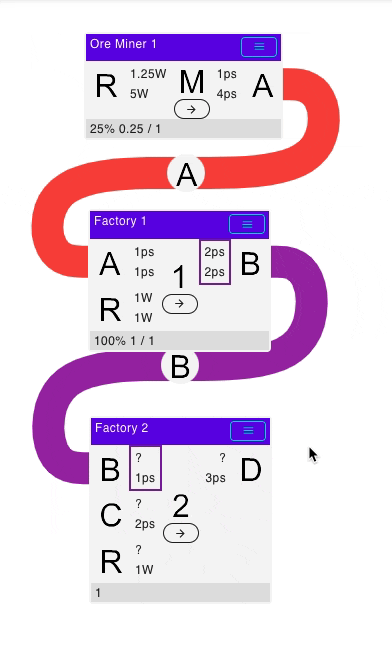 Ore Miner 1
R 1.25W M 1ps A
5W 4ps
25% 0.25 / 1
A
Factory 1
A 1ps 1 2ps B
1ps 2ps
R 1W
1W
100% 1 / 1
B
Factory 2
B ? ? D
1ps 3ps
C ? 2
2ps
R ?
1W
1